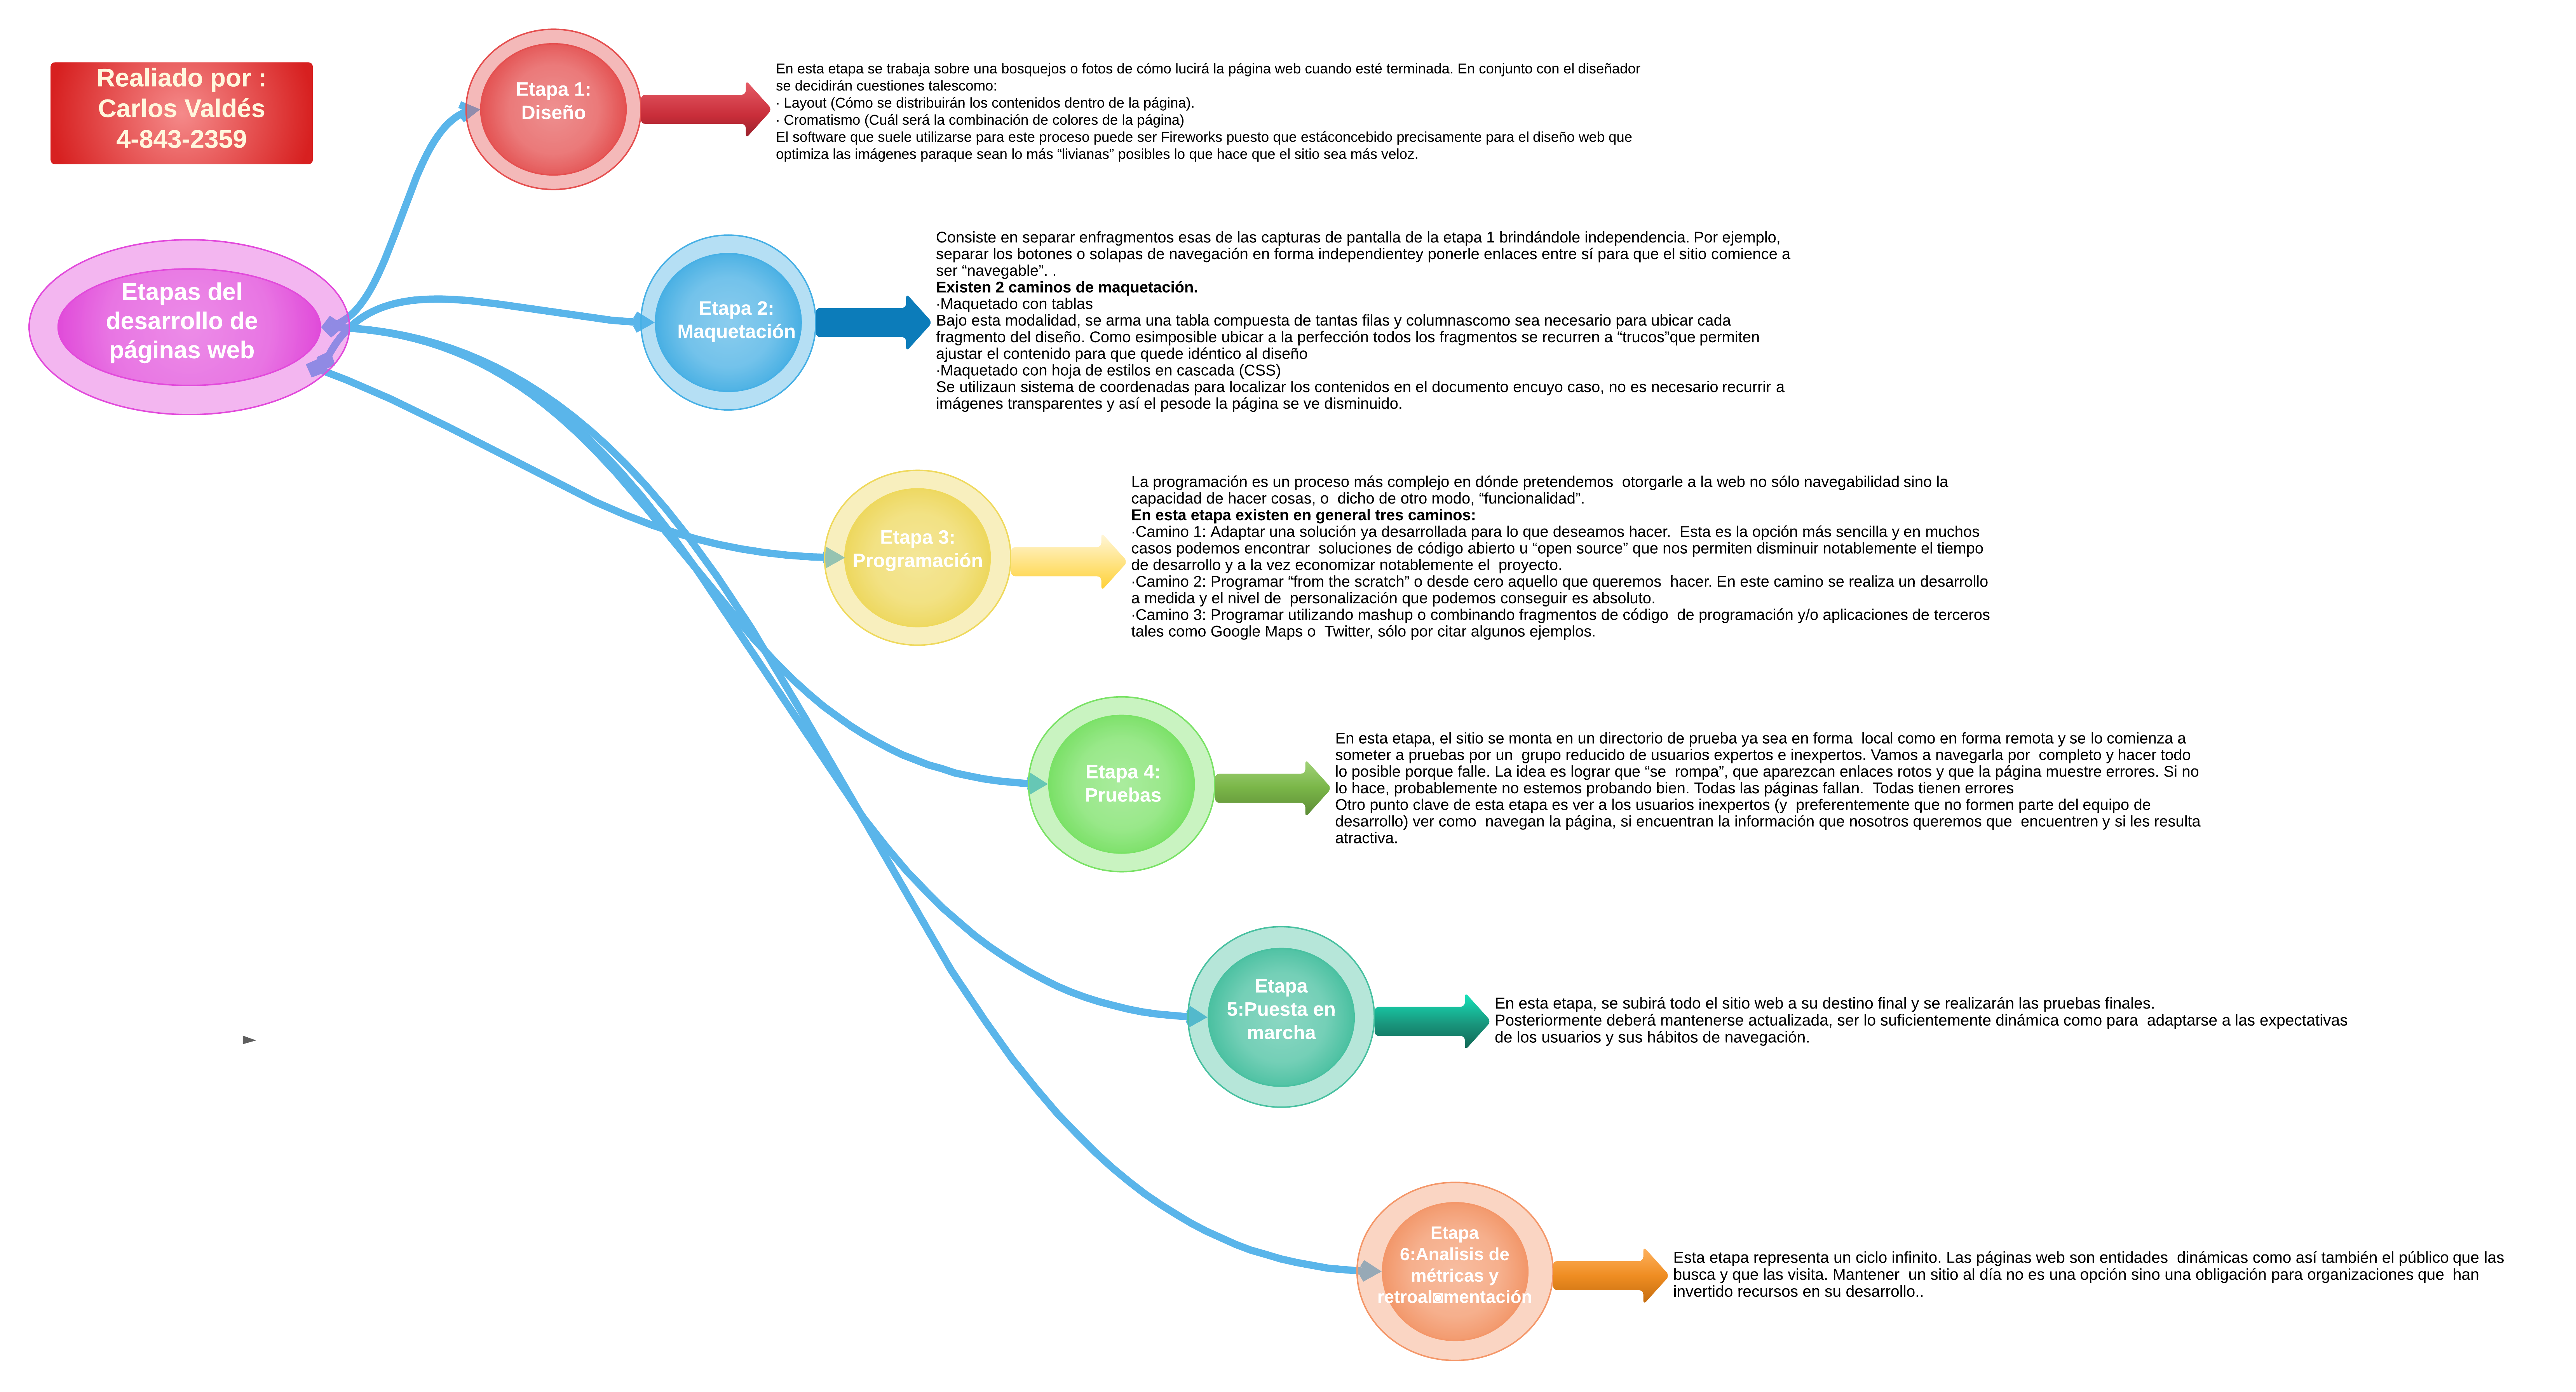 Realiado por :
Carlos Valdés
4-843-2359
Etapas del
desarrollo de
páginas web
Etapa 1:
Diseño
En esta etapa se trabaja sobre una bosquejos o fotos de cómo lucirá la página web cuando esté terminada. En conjunto con el diseñador
se decidirán cuestiones talescomo:
· Layout (Cómo se distribuirán los contenidos dentro de la página).
· Cromatismo (Cuál será la combinación de colores de la página)
El software que suele utilizarse para este proceso puede ser Fireworks puesto que estáconcebido precisamente para el diseño web que
optimiza las imágenes paraque sean lo más “livianas” posibles lo que hace que el sitio sea más veloz.
Etapa 2:
Maquetación
Consiste en separar enfragmentos esas de las capturas de pantalla de la etapa 1 brindándole independencia. Por ejemplo,
separar los botones o solapas de navegación en forma independientey ponerle enlaces entre sí para que el sitio comience a
ser “navegable”. .
Existen 2 caminos de maquetación.
·Maquetado con tablas
Bajo esta modalidad, se arma una tabla compuesta de tantas filas y columnascomo sea necesario para ubicar cada
fragmento del diseño. Como esimposible ubicar a la perfección todos los fragmentos se recurren a “trucos”que permiten
ajustar el contenido para que quede idéntico al diseño
·Maquetado con hoja de estilos en cascada (CSS)
Se utilizaun sistema de coordenadas para localizar los contenidos en el documento encuyo caso, no es necesario recurrir a
imágenes transparentes y así el pesode la página se ve disminuido.
Etapa 3:
Programación
La programación es un proceso más complejo en dónde pretendemos  otorgarle a la web no sólo navegabilidad sino la
capacidad de hacer cosas, o  dicho de otro modo, “funcionalidad”.
En esta etapa existen en general tres caminos:
·Camino 1: Adaptar una solución ya desarrollada para lo que deseamos hacer.  Esta es la opción más sencilla y en muchos
casos podemos encontrar  soluciones de código abierto u “open source” que nos permiten disminuir notablemente el tiempo
de desarrollo y a la vez economizar notablemente el  proyecto.
·Camino 2: Programar “from the scratch” o desde cero aquello que queremos  hacer. En este camino se realiza un desarrollo
a medida y el nivel de  personalización que podemos conseguir es absoluto.
·Camino 3: Programar utilizando mashup o combinando fragmentos de código  de programación y/o aplicaciones de terceros
tales como Google Maps o  Twitter, sólo por citar algunos ejemplos.
Etapa 4:
Pruebas
En esta etapa, el sitio se monta en un directorio de prueba ya sea en forma  local como en forma remota y se lo comienza a
someter a pruebas por un  grupo reducido de usuarios expertos e inexpertos. Vamos a navegarla por  completo y hacer todo
lo posible porque falle. La idea es lograr que “se  rompa”, que aparezcan enlaces rotos y que la página muestre errores. Si no
lo hace, probablemente no estemos probando bien. Todas las páginas fallan.  Todas tienen errores
Otro punto clave de esta etapa es ver a los usuarios inexpertos (y  preferentemente que no formen parte del equipo de
desarrollo) ver como  navegan la página, si encuentran la información que nosotros queremos que  encuentren y si les resulta
atractiva.
Etapa
5:Puesta en
marcha
En esta etapa, se subirá todo el sitio web a su destino final y se realizarán las pruebas finales.
Posteriormente deberá mantenerse actualizada, ser lo suficientemente dinámica como para  adaptarse a las expectativas
de los usuarios y sus hábitos de navegación.
Etapa
6:Analisis de
métricas y
retroal◙mentación
Esta etapa representa un ciclo infinito. Las páginas web son entidades  dinámicas como así también el público que las
busca y que las visita. Mantener  un sitio al día no es una opción sino una obligación para organizaciones que  han
invertido recursos en su desarrollo..